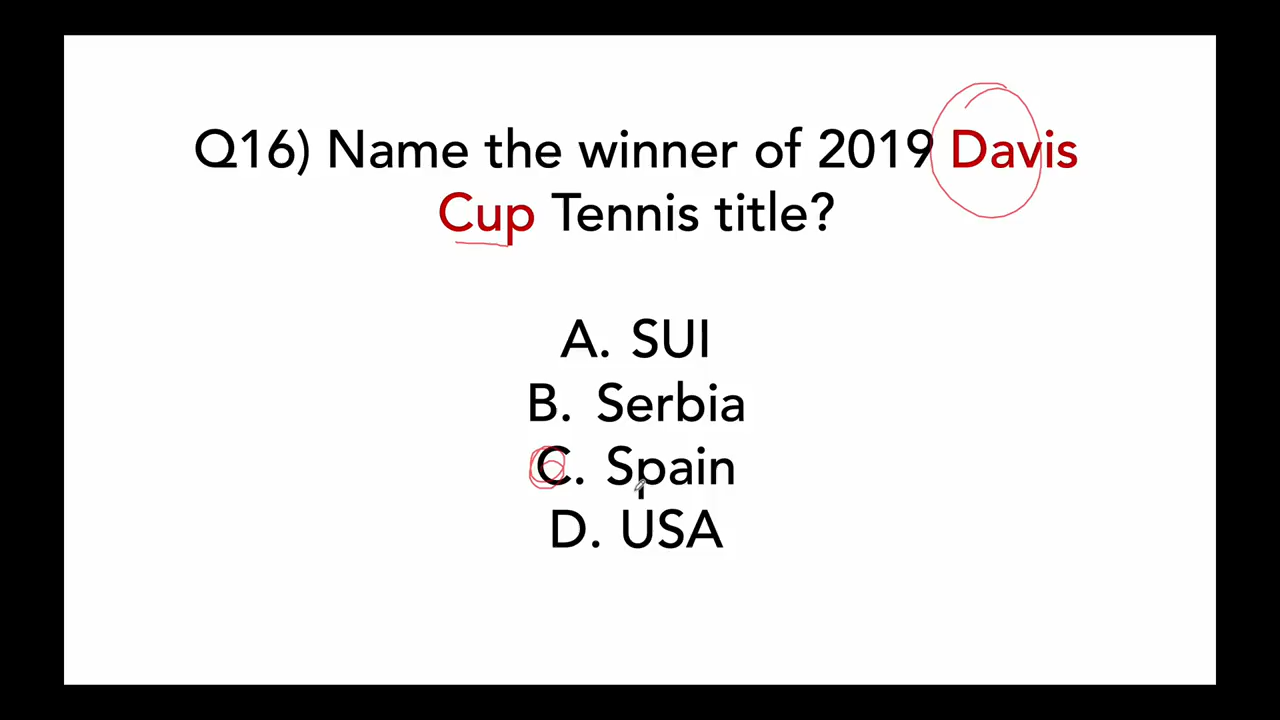 Q16) Name the winner of 2019 Davis
Cup Tennis title?
A. SUI
B. Serbia
C. Spain
D. USA